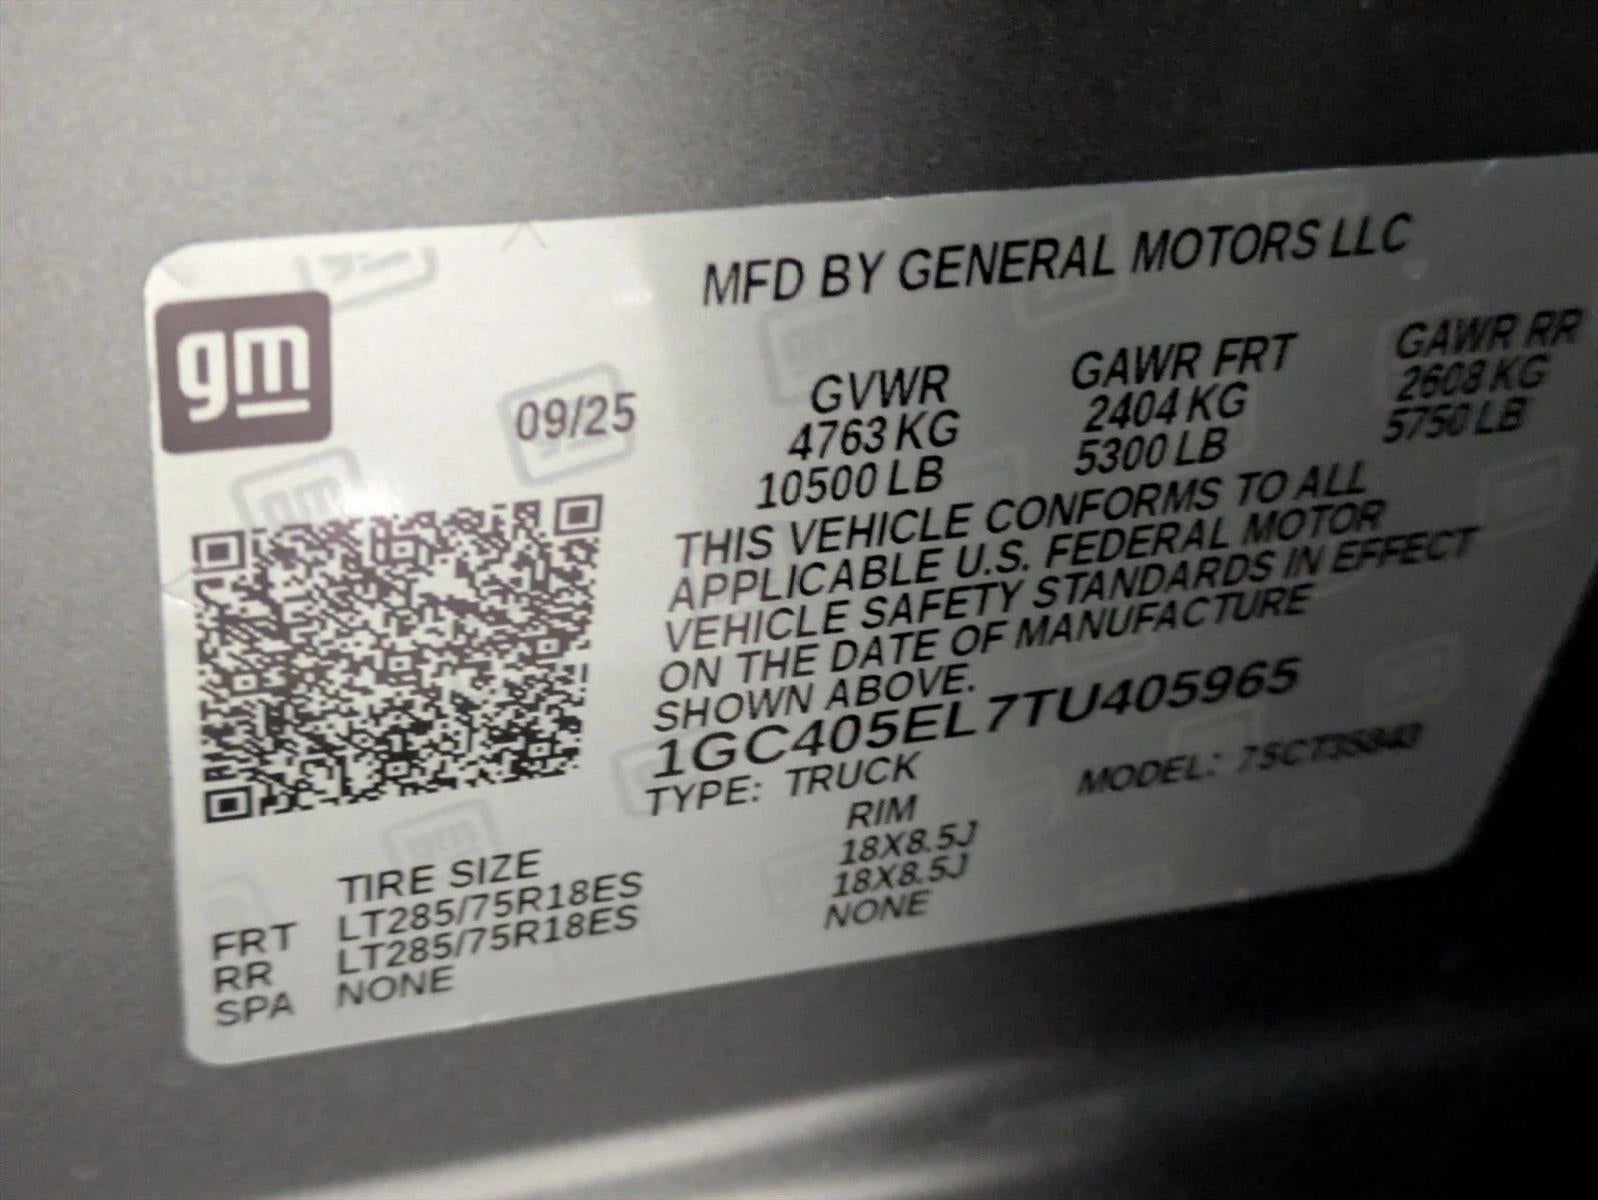 MFD BY GENERAL MOTORS LLC
gm
09/25
GVWR GAWR FRT GAWR RR
4763 KG 2404 KG 2608 KG
10500 LB 5300 LB 5750 LB
THIS VEHICLE CONFORMS TO ALL
APPLICABLE U.S. FEDERAL MOTOR
VEHICLE SAFETY STANDARDS IN EFFECT
ON THE DATE OF MANUFACTURE
SHOWN ABOVE.
1GC405EL7TU405965
TYPE: TRUCK MODEL:
TIRE SIZE RIM
FRT LT285/75R18ES 18X8.5J
RR LT285/75R18ES 18X8.5J
SPA NONE NONE